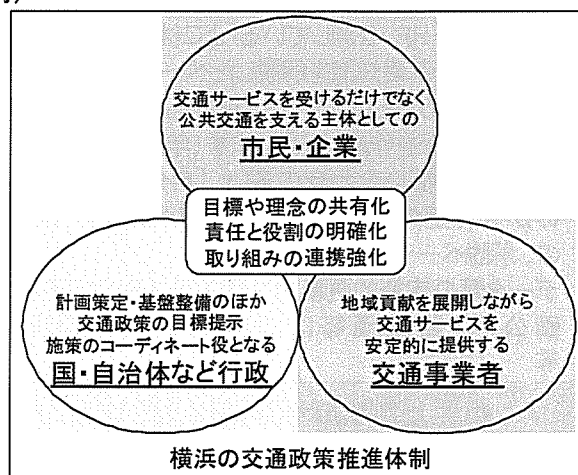 交通サービスを受けるだけでなく
公共交通を支える主体としての
市民・企業
目標や理念の共有化
責任と役割の明確化
取り組みの連携強化
計画策定・基盤整備のほか
交通政策の目標提示
施策のコーディネート役となる
国・自治体など行政
地域貢献を展開しながら
交通サービスを
安定的に提供する
交通事業者
横浜の交通政策推進体制